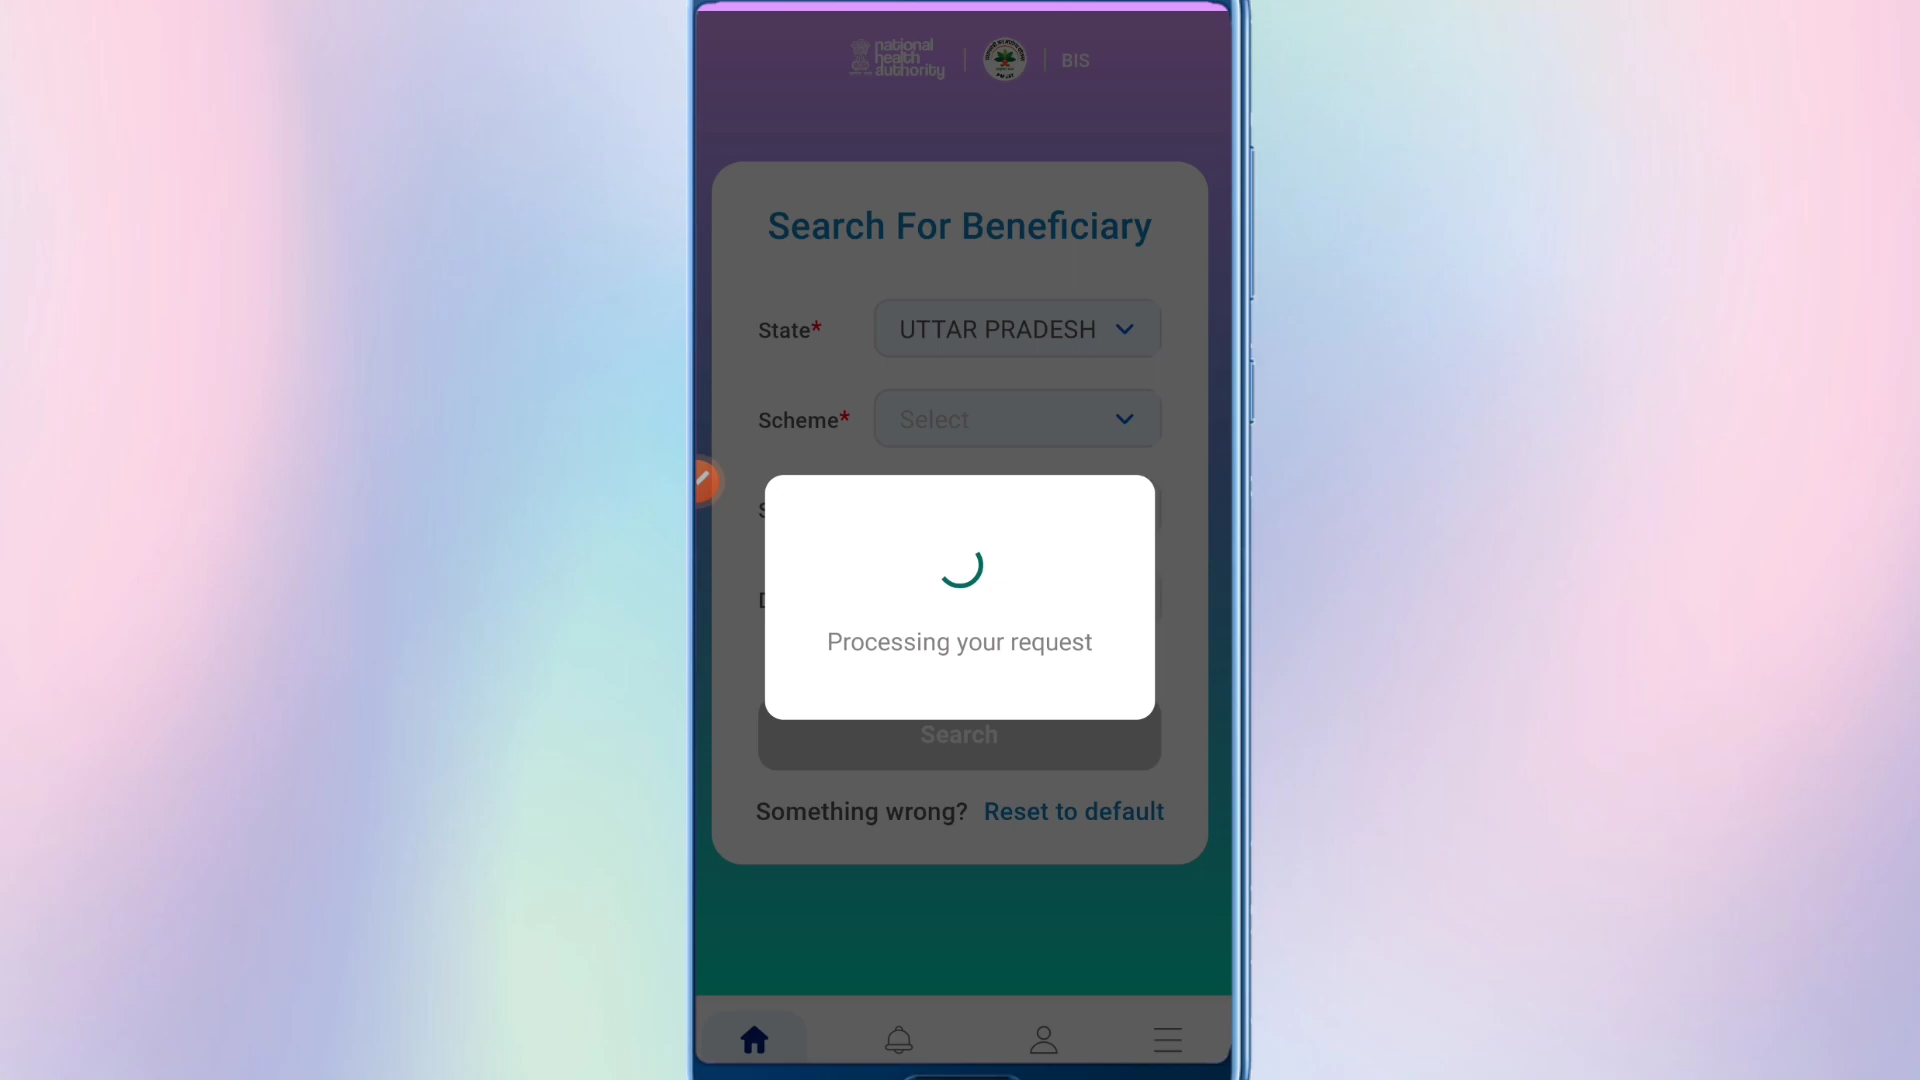 national
health
authority
BIS
Search For Beneficiary
State*
UTTAR PRADESH
Scheme*
Select
Processing your request
Search
Something wrong? Reset to default